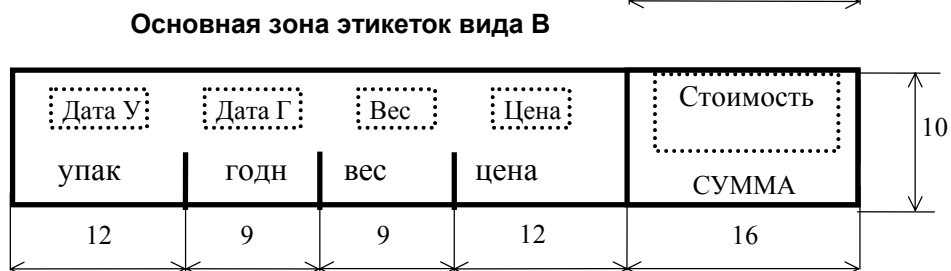 Основная зона этикеток вида В
Дата У Дата Г Вес Цена Стоимость
10
упак годн вес цена СУММА
12 9 9 12 16